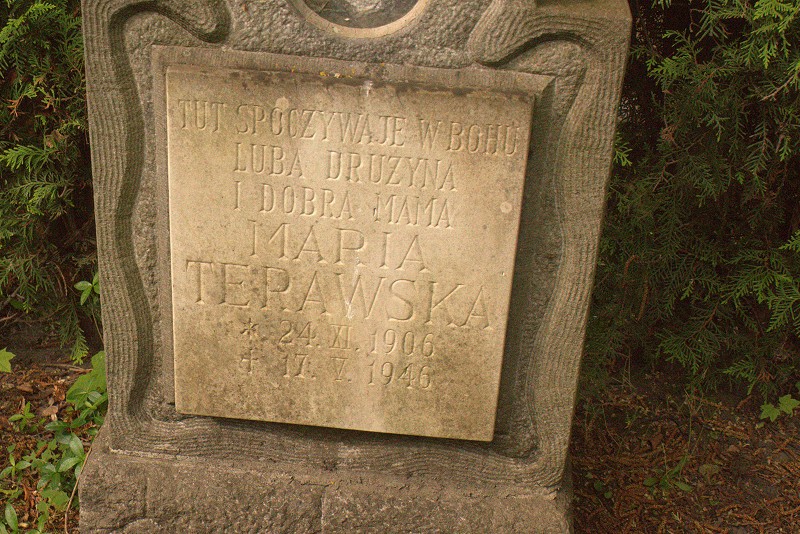 TUT SPOCZYWAJE W BOHU
LUBA DRUZYNA
I DOBRA MAMA
MARIA
TERAWSKA
* 24. XI. 1906
† 17. V. 1946